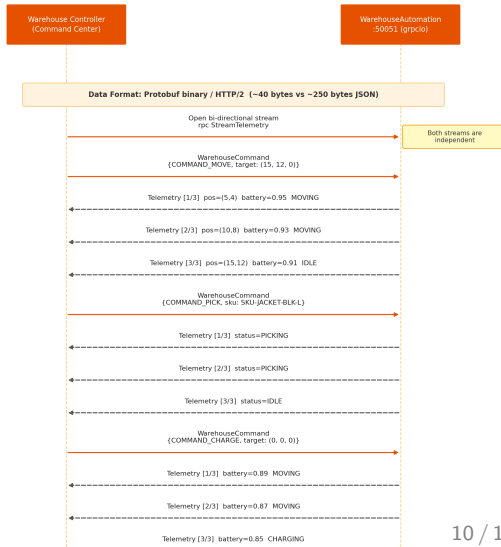 Warehouse Controller
(Command Center)
WarehouseAutomation
:50051 (grpcio)
Data Format: Protobuf binary / HTTP/2 (~40 bytes vs ~250 bytes JSON)
Open bi-directional stream
rpc StreamTelemetry
Both streams are
independent
WarehouseCommand
{COMMAND_MOVE, target: (15, 12, 0)}
Telemetry [1/3] pos=(5,4) battery=0.95 MOVING
Telemetry [2/3] pos=(10,8) battery=0.93 MOVING
Telemetry [3/3] pos=(15,12) battery=0.91 IDLE
WarehouseCommand
{COMMAND_PICK, sku: SKU-JACKET-BLK-L}
Telemetry [1/3] status=PICKING
Telemetry [2/3] status=PICKING
Telemetry [3/3] status=IDLE
WarehouseCommand
{COMMAND_CHARGE, target: (0, 0, 0)}
Telemetry [1/3] battery=0.89 MOVING
Telemetry [2/3] battery=0.87 MOVING
Telemetry [3/3] battery=0.85 CHARGING
10 / 1